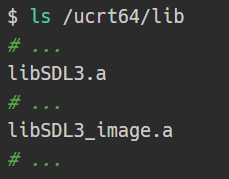 $ ls /ucrt64/lib
# ...
libSDL3.a
# ...
libSDL3_image.a
# ...